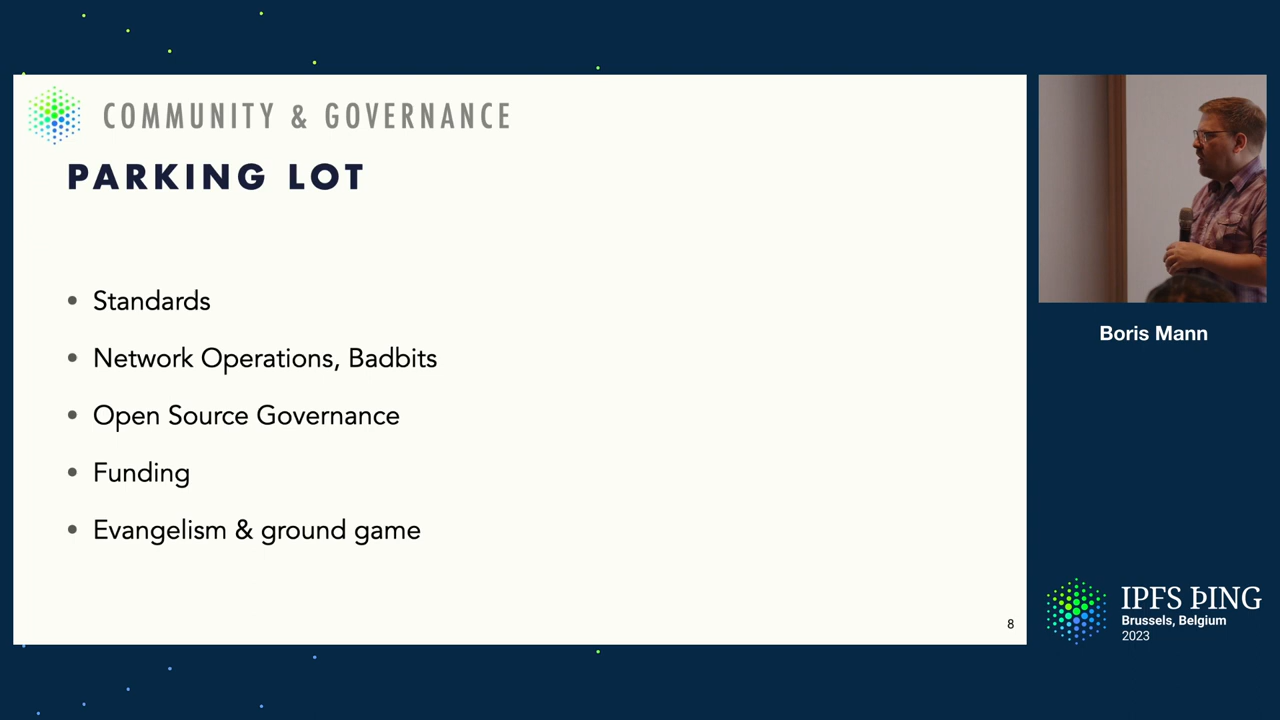 COMMUNITY & GOVERNANCE
PARKING LOT
• Standards
• Network Operations, Badbits
• Open Source Governance
• Funding
• Evangelism & ground game
8
Boris Mann
IPFS ÞING
Brussels, Belgium
2023